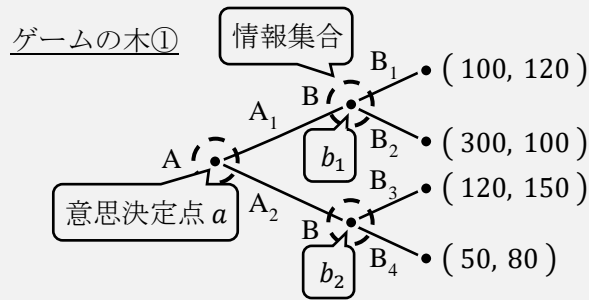 ゲームの木①
情報集合
B₁
( 100, 120 )
B
A₁
b₁
B₂
( 300, 100 )
A
意思決定点 a
A₂
B₃
( 120, 150 )
B
b₂
B₄
( 50, 80 )